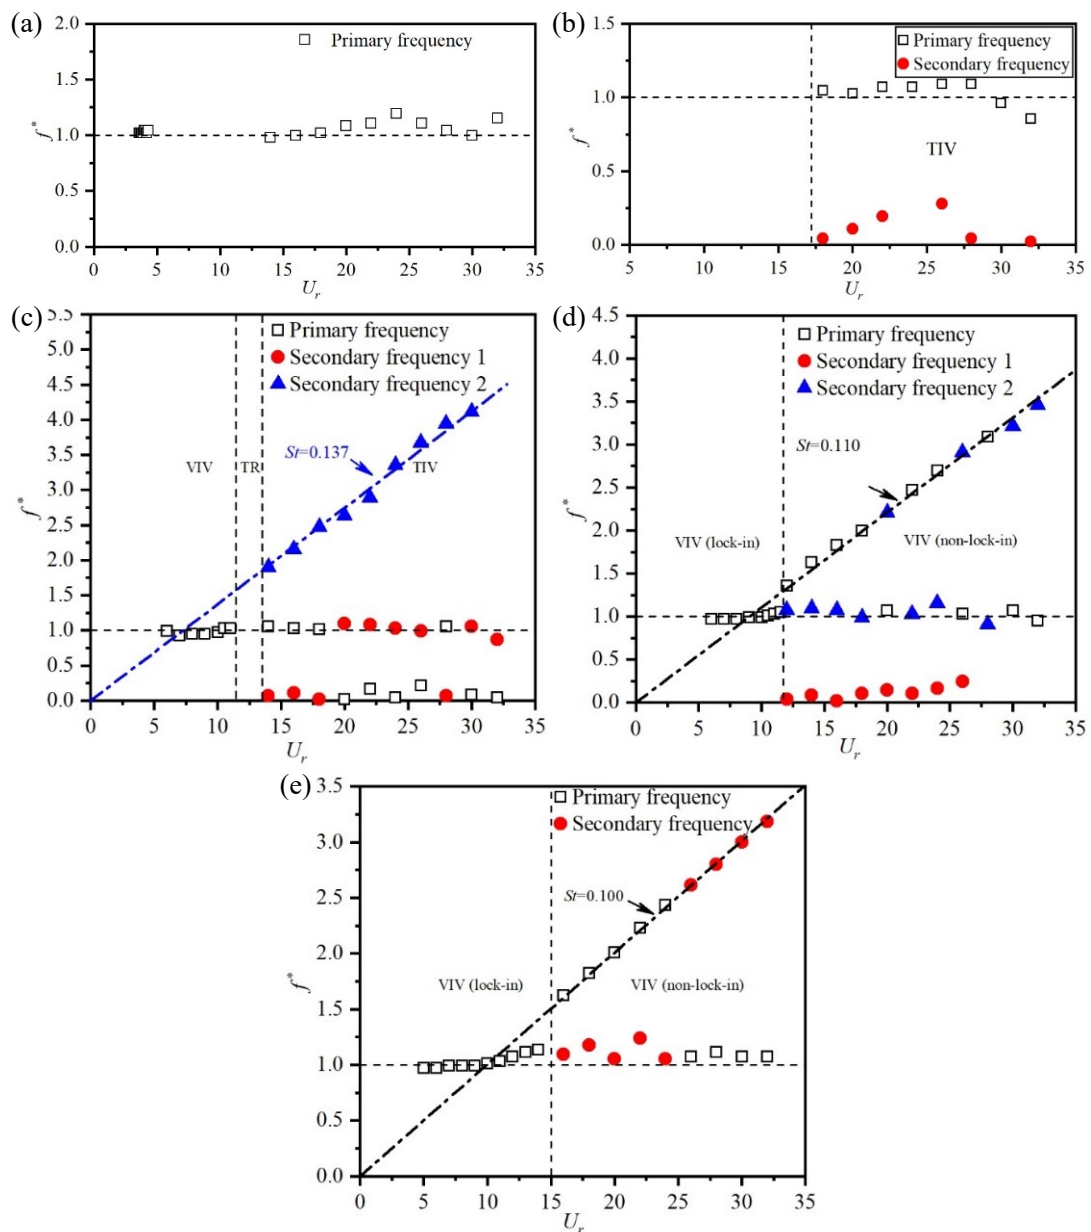 (a)
2.0
1.5
1.0
0.5
0.0
f*
Primary frequency
0 5 10 15 20 25 30 35
U_r
(b)
1.5
1.0
0.5
0.0
f*
Primary frequency
Secondary frequency
TIV
5 10 15 20 25 30 35
U_r
(c)
5.5
5.0
4.5
4.0
3.5
3.0
2.5
2.0
1.5
1.0
0.5
0.0
f*
Primary frequency
Secondary frequency 1
Secondary frequency 2
St=0.137
VIV TR TIV
0 5 10 15 20 25 30 35
U_r
(d)
4.5
4.0
3.5
3.0
2.5
2.0
1.5
1.0
0.5
0.0
f*
Primary frequency
Secondary frequency 1
Secondary frequency 2
St=0.110
VIV (lock-in) VIV (non-lock-in)
0 5 10 15 20 25 30 35
U_r
(e)
3.5
3.0
2.5
2.0
1.5
1.0
0.5
0.0
f*
Primary frequency
Secondary frequency
St=0.100
VIV (lock-in) VIV (non-lock-in)
0 5 10 15 20 25 30 35
U_r